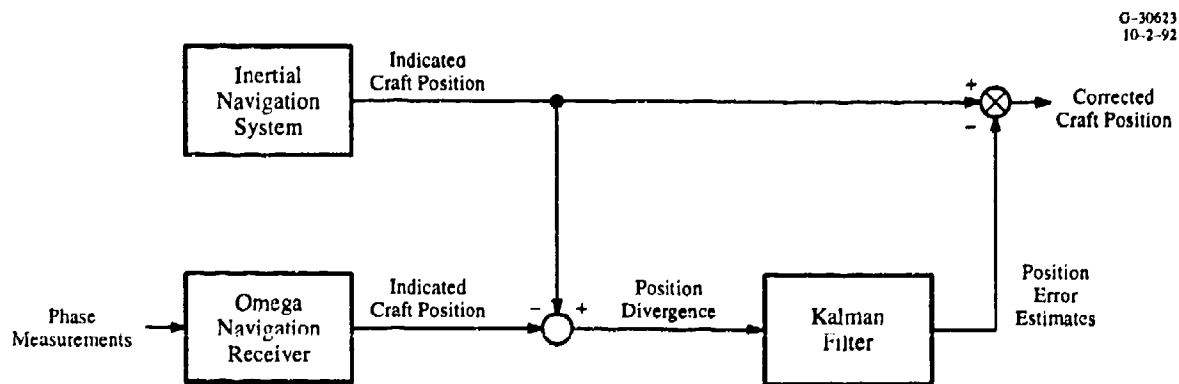 G-30623
10-2-92
Inertial
Navigation
System
Indicated
Craft Position
+
−
Corrected
Craft Position
Phase
Measurements
Omega
Navigation
Receiver
Indicated
Craft Position
− +
Position
Divergence
Kalman
Filter
Position
Error
Estimates